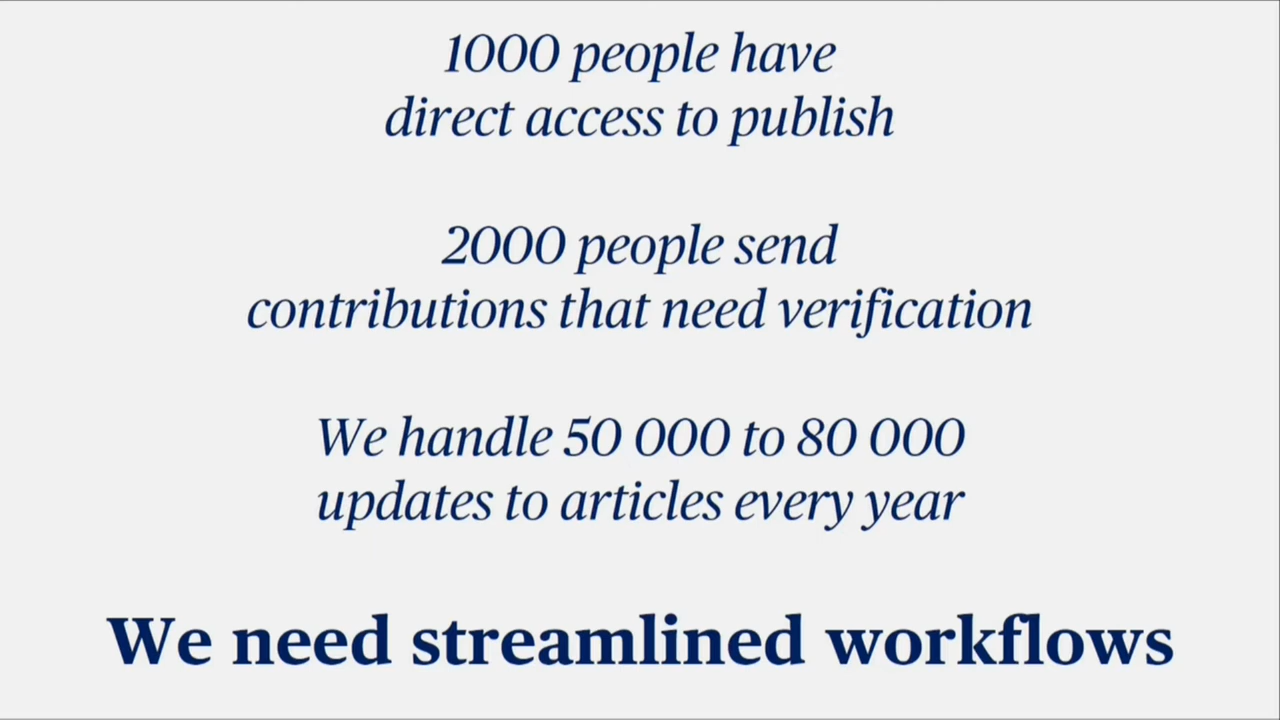 1000 people have
direct access to publish
2000 people send
contributions that need verification
We handle 50 000 to 80 000
updates to articles every year
We need streamlined workflows